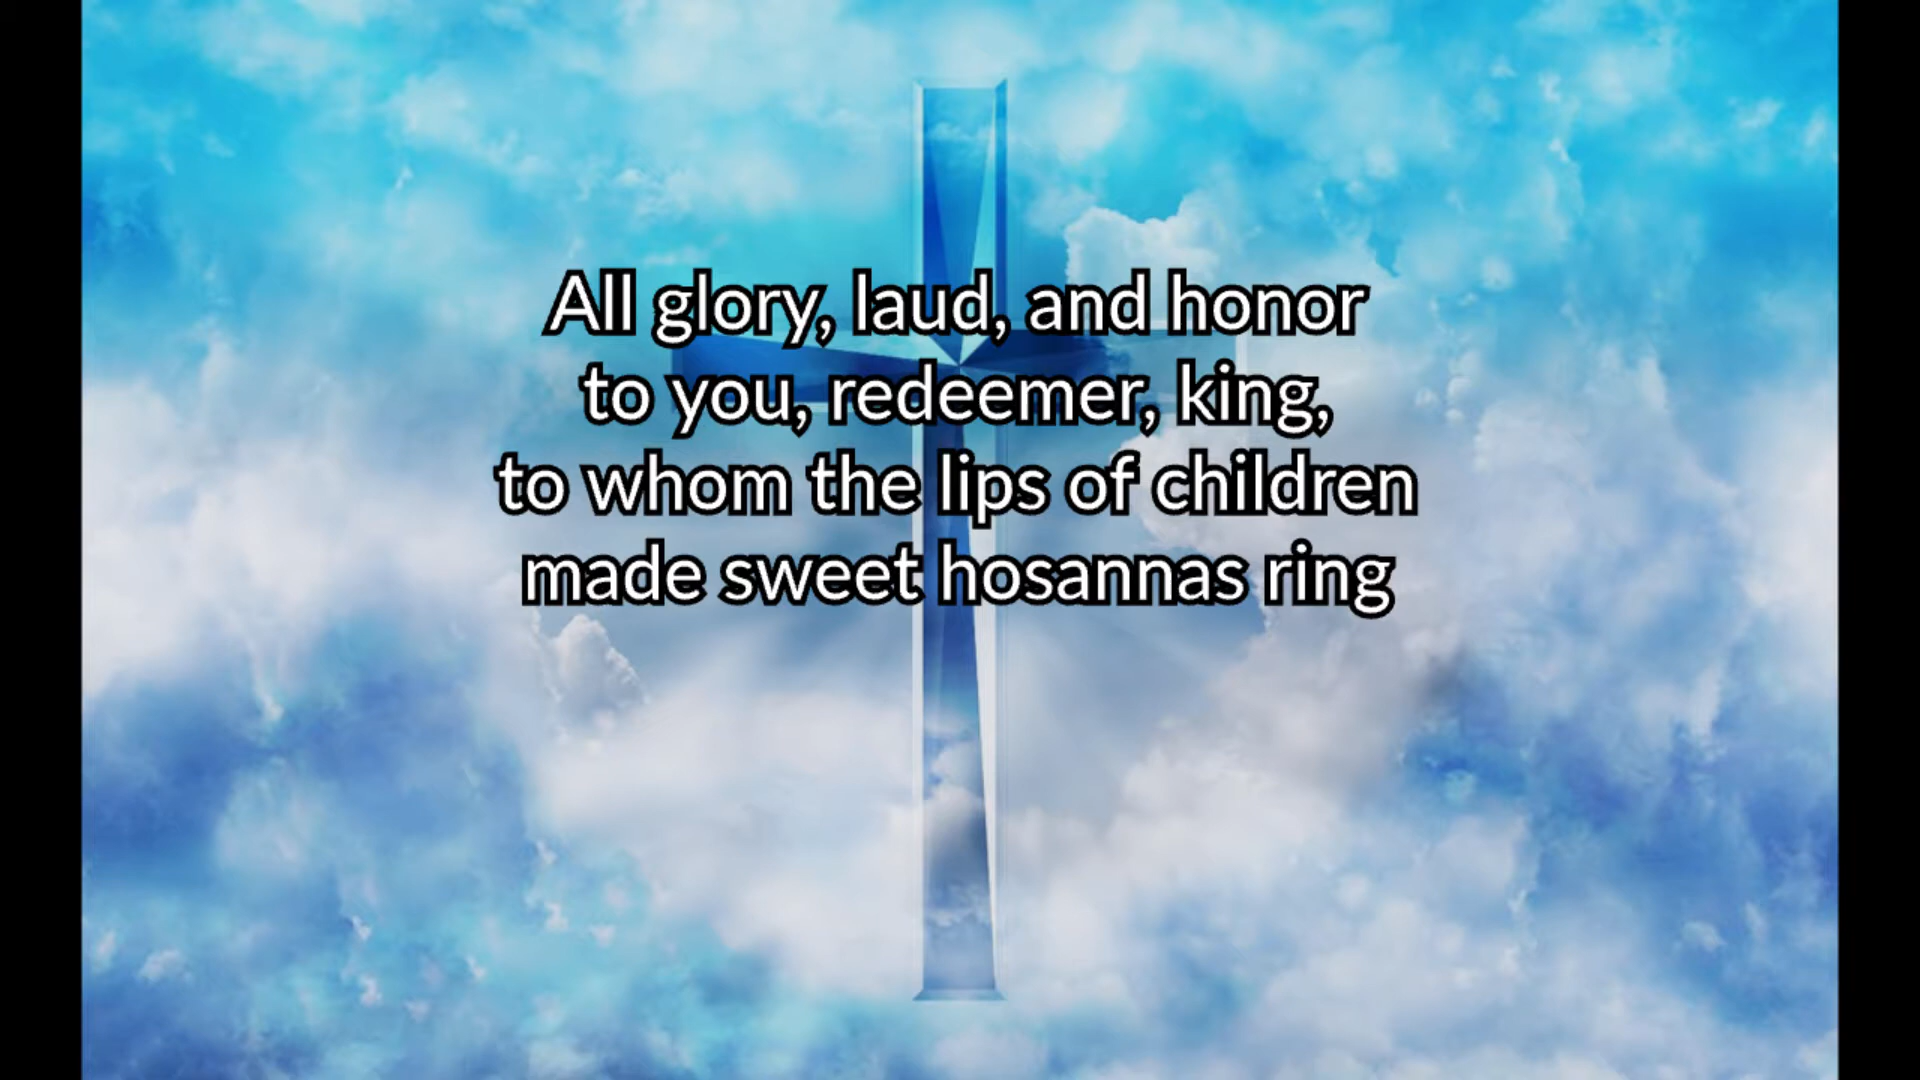 All glory, laud, and honor
to you, redeemer, king,
to whom the lips of children
made sweet hosannas ring